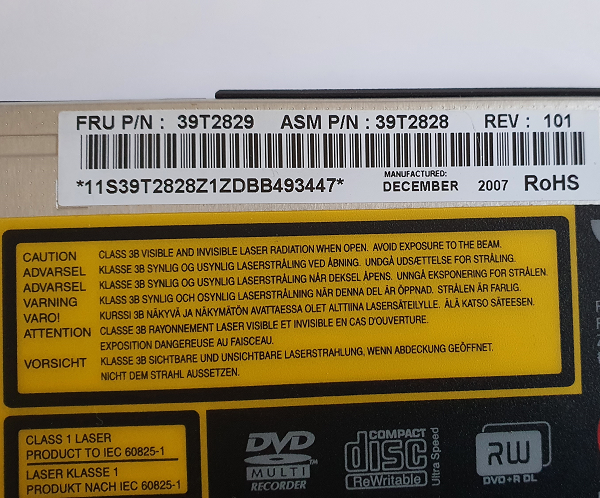 FRU P/N : 39T2829 ASM P/N : 39T2828 REV : 101
*11S39T2828Z1ZDBB493447* MANUFACTURED: DECEMBER 2007 RoHS
CAUTION CLASS 3B VISIBLE AND INVISIBLE LASER RADIATION WHEN OPEN. AVOID EXPOSURE TO THE BEAM.
ADVARSEL KLASSE 3B SYNLIG OG USYNLIG LASERSTRÅLING VED ÅBNING. UNDGÅ UDSÆTTELSE FOR STRÅLING.
ADVARSEL KLASSE 3B SYNLIG OG USYNLIG LASERSTRÅLING NÅR DEKSEL ÅPENS. UNNGÅ EKSPONERING FOR STRÅLEN.
VARNING KLASS 3B SYNLIG OCH OSYNLIG LASERSTRÅLNING NÄR DENNA DEL ÄR ÖPPNAD. STRÅLEN ÄR FARLIG.
VARO! KURSSI 3B NÄKYVÄ JA NÄKYMÄTÖN AVATTAESSA OLET ALTTIINA LASERSÄTEILYLLE. ÄLÄ KATSO SÄTEESEN.
ATTENTION CLASSE 3B RAYONNEMENT LASER VISIBLE ET INVISIBLE EN CAS D'OUVERTURE.
EXPOSITION DANGEREUSE AU FAISCEAU.
VORSICHT KLASSE 3B SICHTBARE UND UNSICHTBARE LASERSTRAHLUNG, WENN ABDECKUNG GEÖFFNET.
NICHT DEM STRAHL AUSSETZEN.
CLASS 1 LASER
PRODUCT TO IEC 60825-1
LASER KLASSE 1
PRODUKT NACH IEC 60825-1
DVD
MULTI
RECORDER
COMPACT
disc
ReWritable
Ultra Speed
RW
DVD+R DL